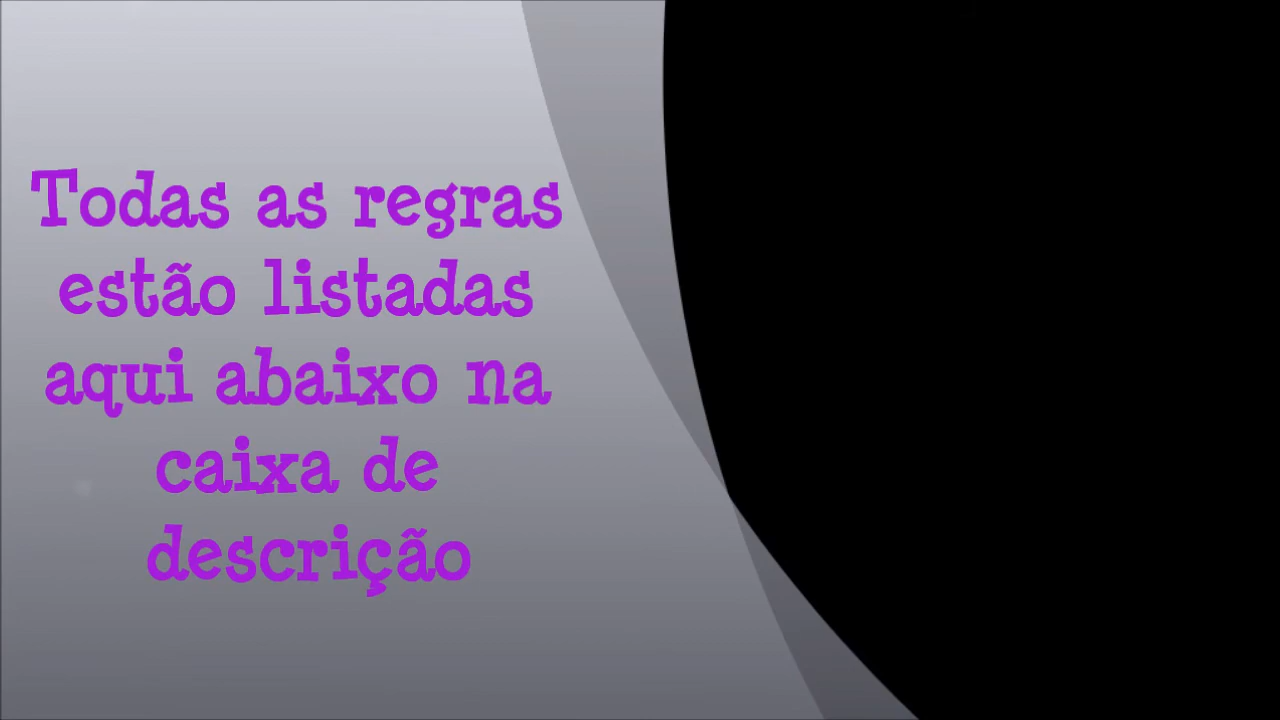 Todas as regras
estão listadas
aqui abaixo na
caixa de
descrição